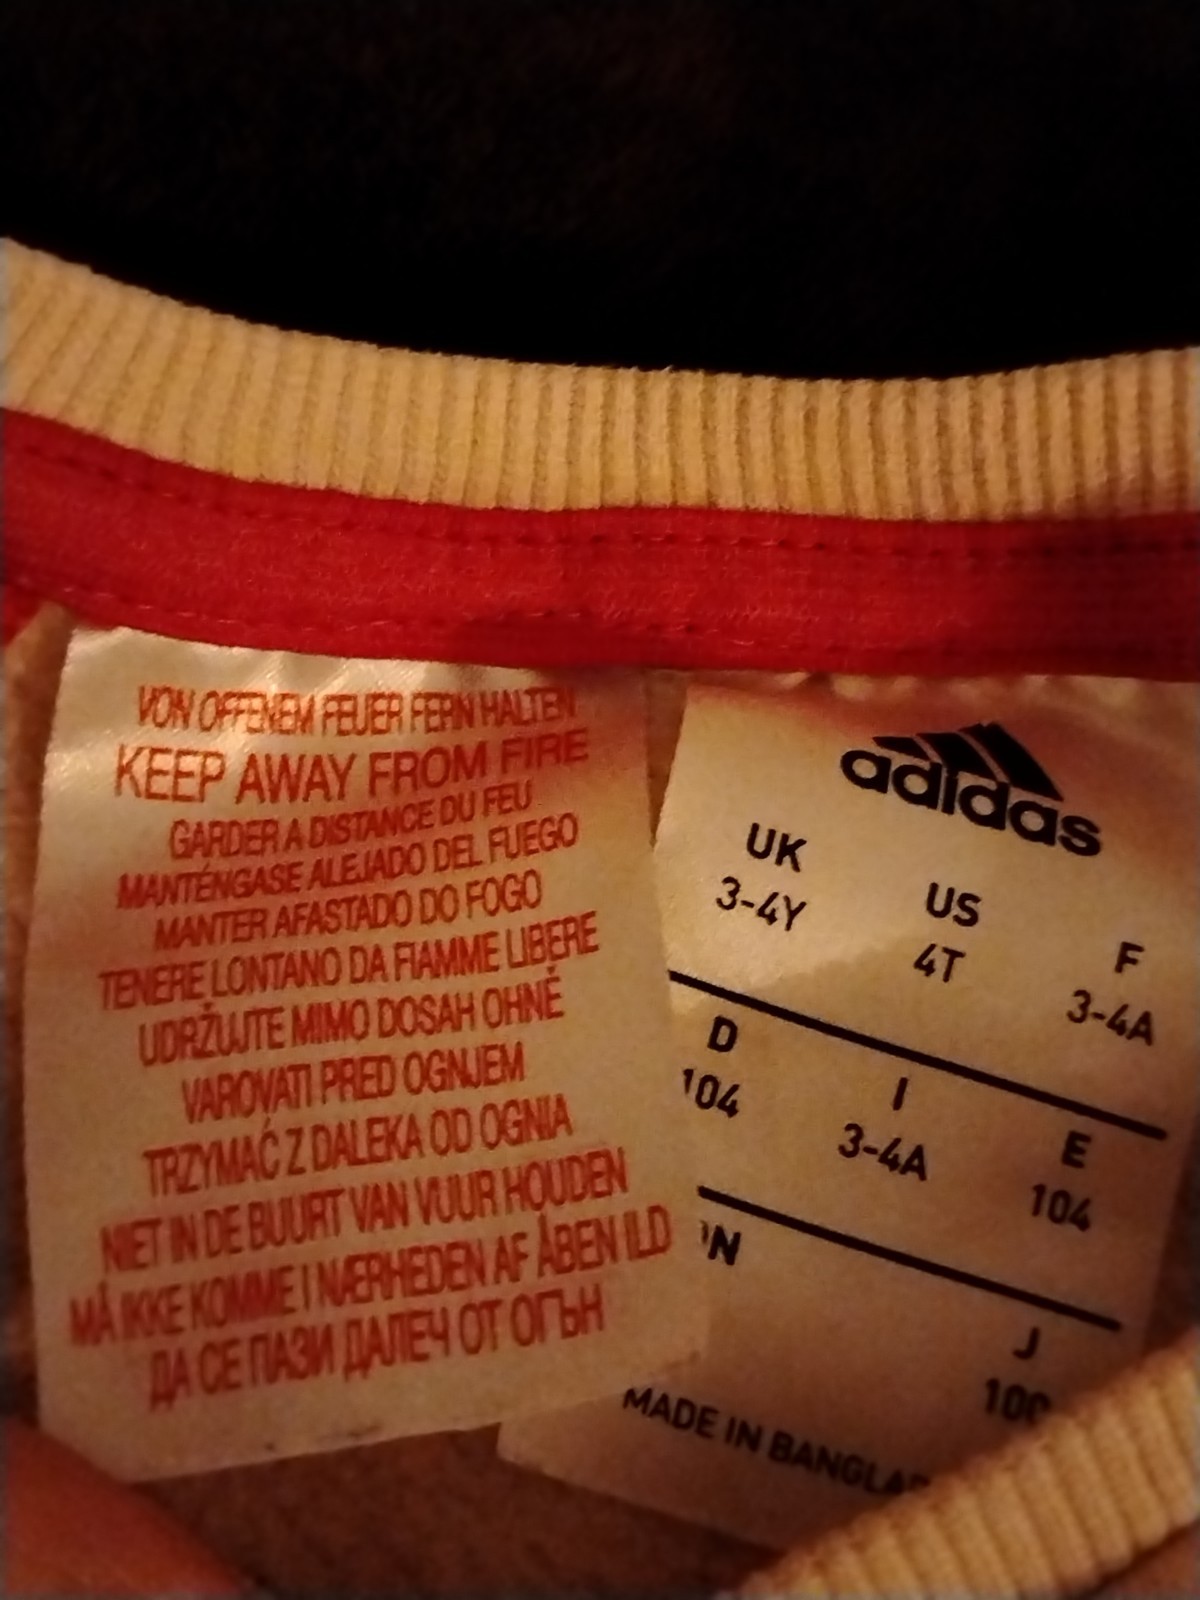 VON OFFENEM FEUER FERN HALTEN
KEEP AWAY FROM FIRE
GARDER A DISTANCE DU FEU
MANTÉNGASE ALEJADO DEL FUEGO
MANTER AFASTADO DO FOGO
TENERE LONTANO DA FIAMME LIBERE
UDRŽUJTE MIMO DOSAH OHNĚ
VAROVATI PRED OGNJEM
TRZYMAĆ Z DALEKA OD OGNIA
NIET IN DE BUURT VAN VUUR HOUDEN
MÅ IKKE KOMME I NÆRHEDEN AF ÅBEN ILD
ДА СЕ ПАЗИ ДАЛЕЧ ОТ ОГЪН
adidas
UK US F
3-4Y 4T 3-4A
D I E
104 3-4A 104
J
100
MADE IN